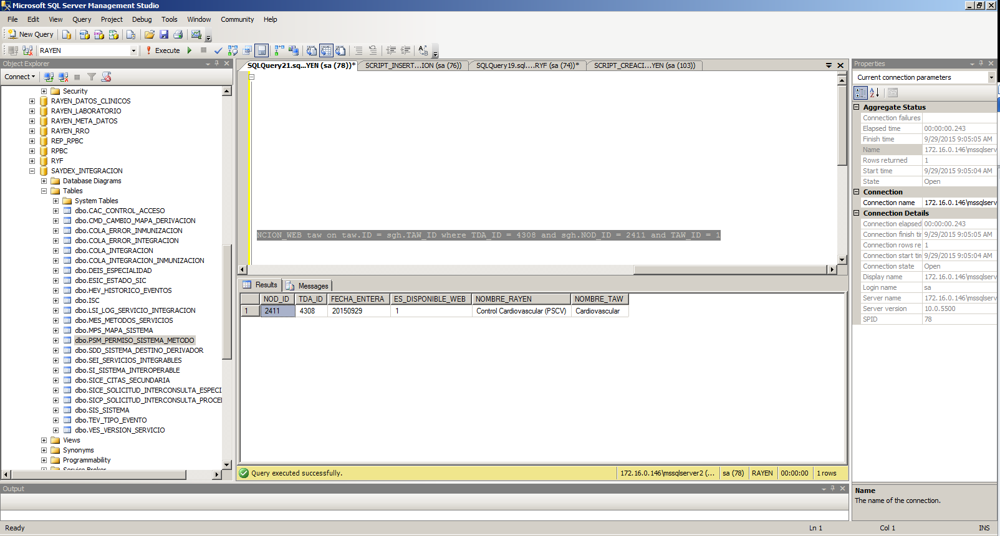 Microsoft SQL Server Management Studio
File Edit View Query Project Debug Tools Window Community Help
New Query
RAYEN Execute
Object Explorer
Connect
Security
RAYEN_DATOS_CLINICOS
RAYEN_LABORATORIO
RAYEN_META_DATOS
RAYEN_RRO
REP_RPBC
RPBC
RYF
SAYDEX_INTEGRACION
Database Diagrams
Tables
System Tables
dbo.CAC_CONTROL_ACCESO
dbo.CMD_CAMBIO_MAPA_DERIVACION
dbo.COLA_ERROR_INMUNIZACION
dbo.COLA_ERROR_INTEGRACION
dbo.COLA_INTEGRACION
dbo.COLA_INTEGRACION_INMUNIZACION
dbo.DEIS_ESPECIALIDAD
dbo.ESIC_ESTADO_SIC
dbo.HEV_HISTORICO_EVENTOS
dbo.ISC
dbo.LSI_LOG_SERVICIO_INTEGRACION
dbo.MES_METODOS_SERVICIOS
dbo.MPS_MAPA_SISTEMA
dbo.PSM_PERMISO_SISTEMA_METODO
dbo.SDD_SISTEMA_DESTINO_DERIVADOR
dbo.SEI_SERVICIOS_INTEGRABLES
dbo.SI_SISTEMA_INTEROPERABLE
dbo.SICE_CITAS_SECUNDARIA
dbo.SICE_SOLICITUD_INTERCONSULTA_ESPECI
dbo.SICP_SOLICITUD_INTERCONSULTA_PROCE
dbo.SIS_SISTEMA
dbo.TEV_TIPO_EVENTO
dbo.VES_VERSION_SERVICIO
Views
Synonyms
Programmability
Service Broker
SQLQuery21.sq...YEN (sa (78))* SCRIPT_INSERT...ION (sa (76)) SQLQuery19.sql....RYF (sa (74))* SCRIPT_CREACI...YEN (sa (103))
NCION_WEB taw on taw.ID = sgh.TAW_ID where TDA_ID = 4308 and sgh.NOD_ID = 2411 and TAW_ID = 1
Results Messages
NOD_ID TDA_ID FECHA_ENTERA ES_DISPONIBLE_WEB NOMBRE_RAYEN NOMBRE_TAW
1 2411 4308 20150929 1 Control Cardiovascular (PSCV) Cardiovascular
Query executed successfully. 172.16.0.146\mssqlserver2 (... sa (78) RAYEN 00:00:00 1 rows
Properties
Current connection parameters
Aggregate Status
Connection failures
Elapsed time 00:00:00.243
Finish time 9/29/2015 9:05:05 AM
Name 172.16.0.146\mssqlserv
Rows returned 1
Start time 9/29/2015 9:05:04 AM
State Open
Connection
Connection name 172.16.0.146\mssqlserv
Connection Details
Connection elapsed 00:00:00.243
Connection finish tir 9/29/2015 9:05:05 AM
Connection rows re 1
Connection start tin 9/29/2015 9:05:04 AM
Connection state Open
Display name 172.16.0.146\mssqlserv
Login name sa
Server name 172.16.0.146\mssqlserv
Server version 10.0.5500
SPID 78
Name
The name of the connection.
Output
Ready Ln 1 Col 1 INS